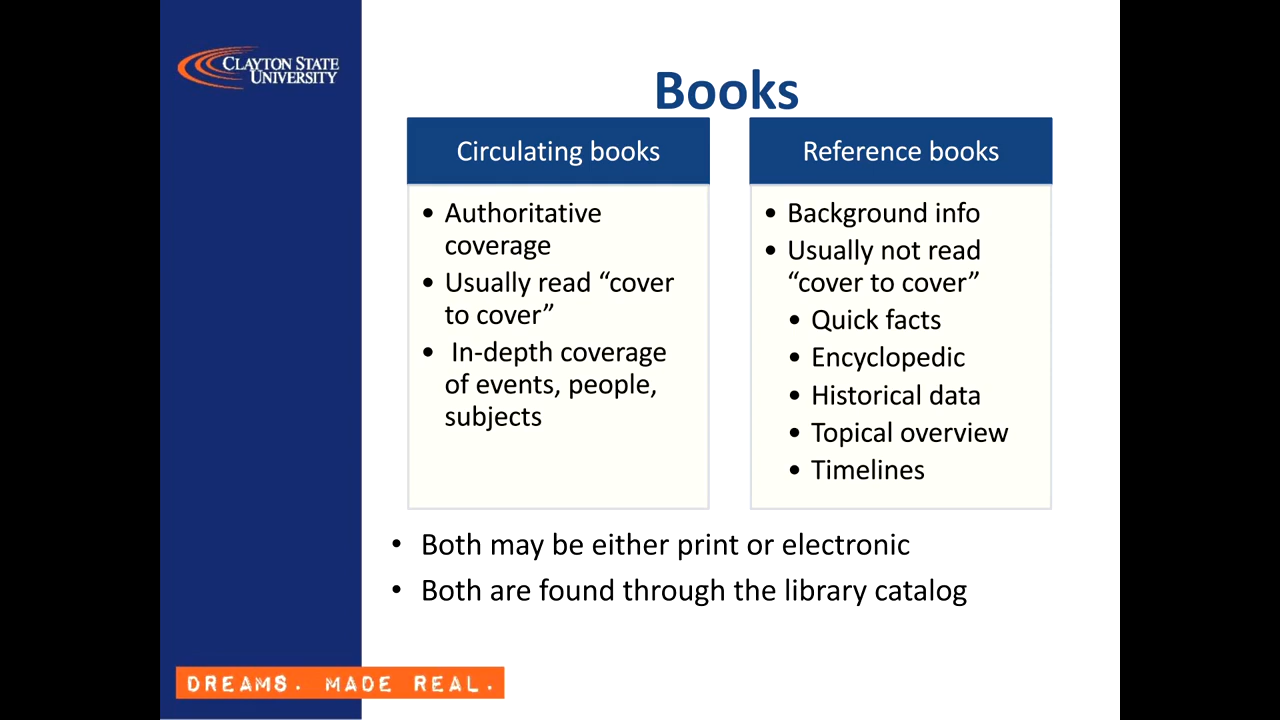 CLAYTON STATE
UNIVERSITY
Books
Circulating books
• Authoritative
coverage
• Usually read “cover
to cover”
• In-depth coverage
of events, people,
subjects
Reference books
• Background info
• Usually not read
“cover to cover”
• Quick facts
• Encyclopedic
• Historical data
• Topical overview
• Timelines
• Both may be either print or electronic
• Both are found through the library catalog
DREAMS. MADE REAL.